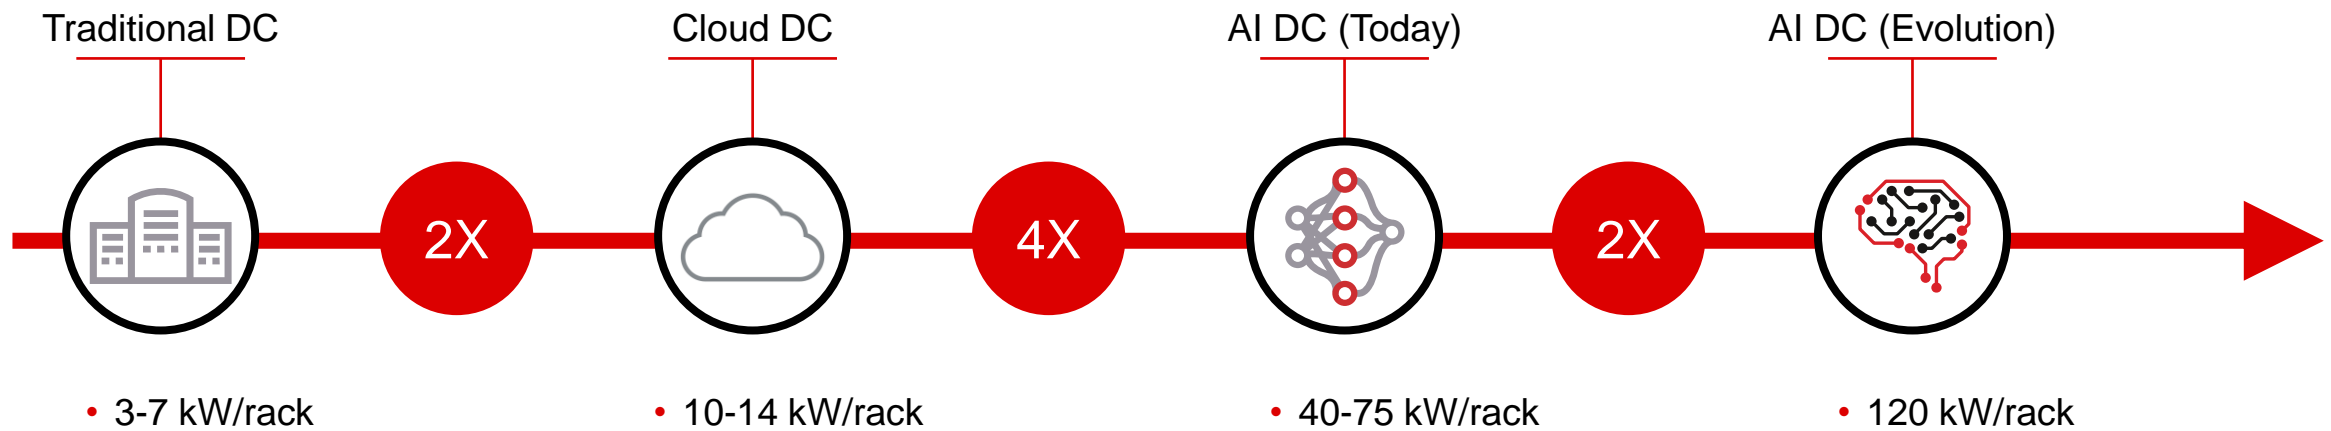 Traditional DC
Cloud DC
AI DC (Today)
AI DC (Evolution)
2X
4X
2X
• 3-7 kW/rack
• 10-14 kW/rack
• 40-75 kW/rack
• 120 kW/rack